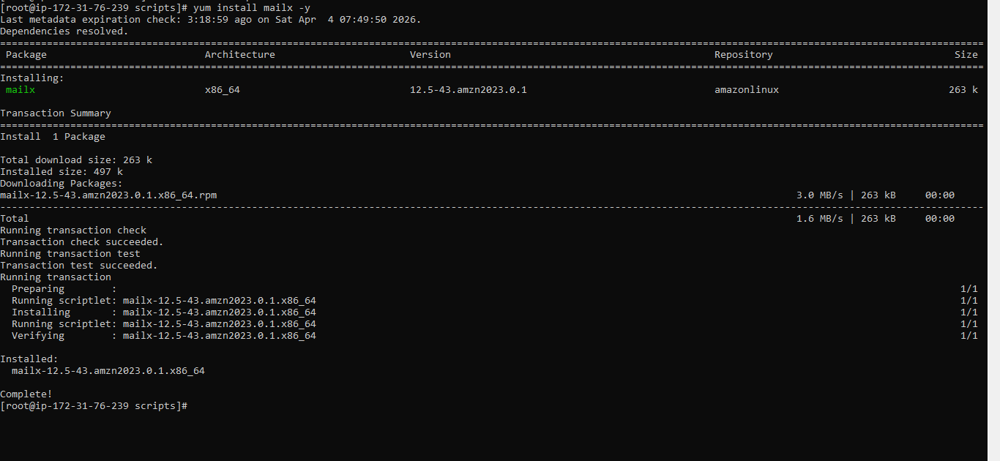 [root@ip-172-31-76-239 scripts]# yum install mailx -y
Last metadata expiration check: 3:18:59 ago on Sat Apr  4 07:49:50 2026.
Dependencies resolved.
================================================================================
 Package                Architecture        Version                    Repository            Size
================================================================================
Installing:
 mailx                  x86_64              12.5-43.amzn2023.0.1       amazonlinux           263 k

Transaction Summary
================================================================================
Install  1 Package

Total download size: 263 k
Installed size: 497 k
Downloading Packages:
mailx-12.5-43.amzn2023.0.1.x86_64.rpm                    3.0 MB/s | 263 kB     00:00
--------------------------------------------------------------------------------
Total                                                    1.6 MB/s | 263 kB     00:00
Running transaction check
Transaction check succeeded.
Running transaction test
Transaction test succeeded.
Running transaction
  Preparing        :                                                        1/1
  Running scriptlet: mailx-12.5-43.amzn2023.0.1.x86_64                      1/1
  Installing       : mailx-12.5-43.amzn2023.0.1.x86_64                      1/1
  Running scriptlet: mailx-12.5-43.amzn2023.0.1.x86_64                      1/1
  Verifying        : mailx-12.5-43.amzn2023.0.1.x86_64                      1/1

Installed:
  mailx-12.5-43.amzn2023.0.1.x86_64

Complete!
[root@ip-172-31-76-239 scripts]#